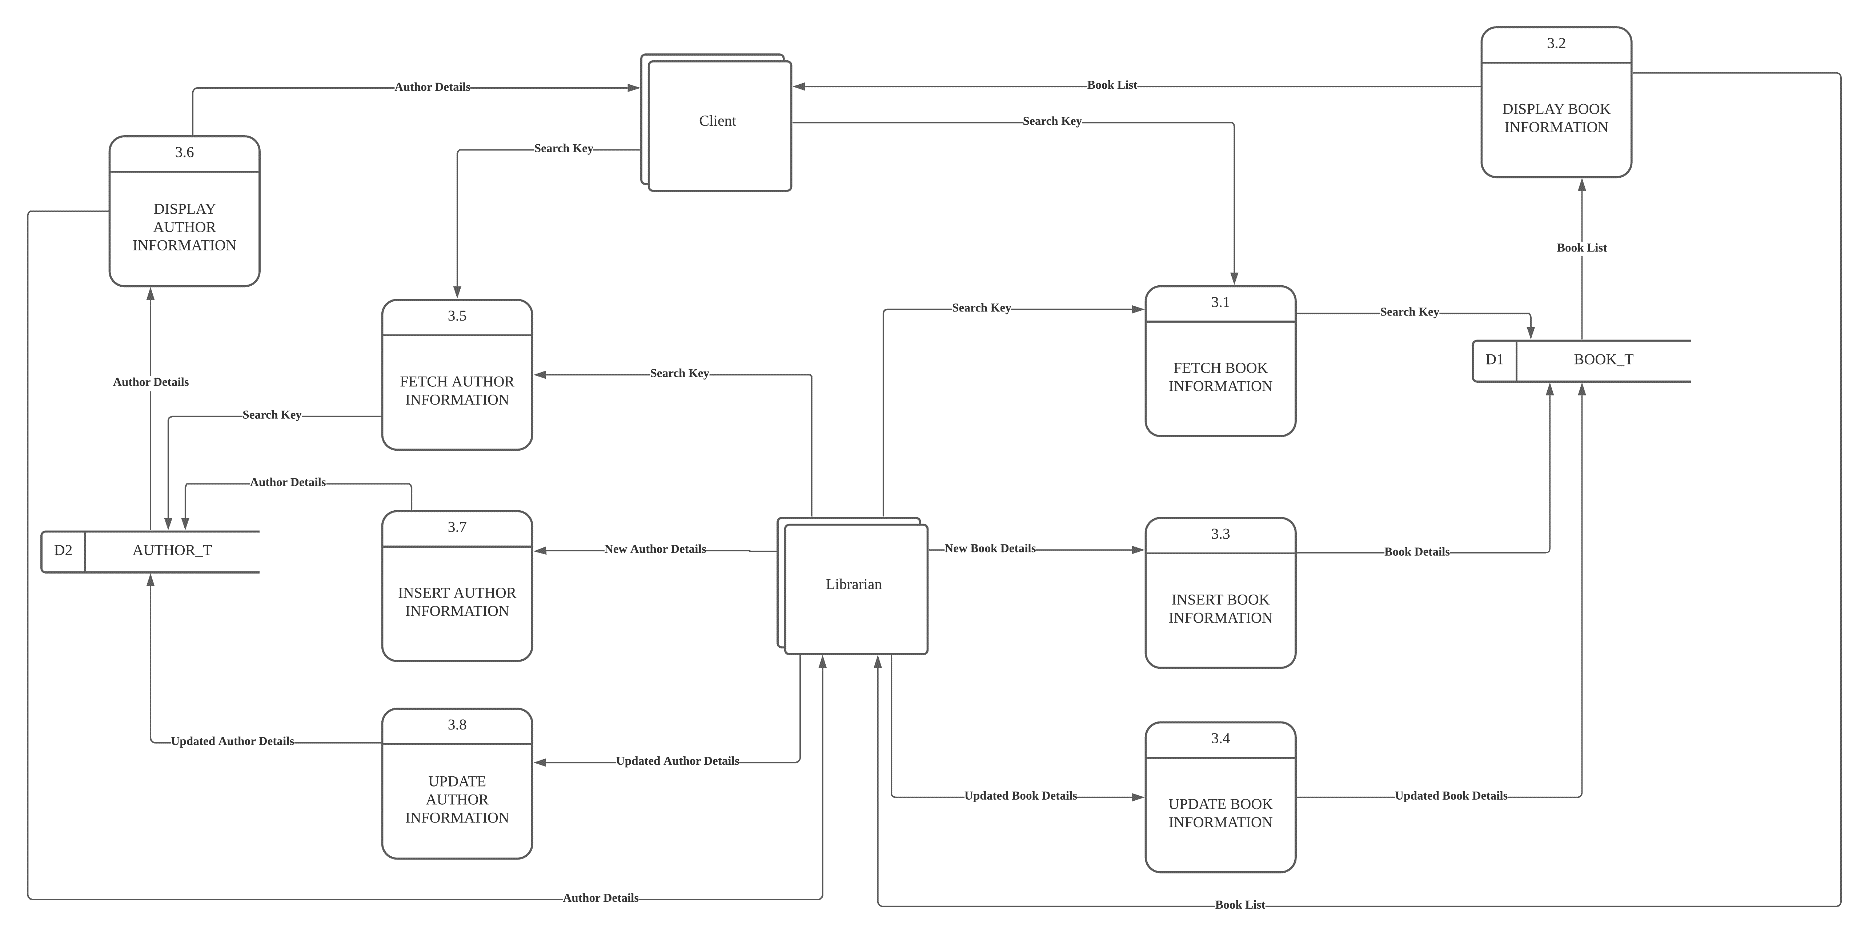 3.2
DISPLAY BOOK
INFORMATION
Author Details
Book List
Client
Search Key
Search Key
3.6
DISPLAY
AUTHOR
INFORMATION
Book List
3.5
FETCH AUTHOR
INFORMATION
Search Key
3.1
FETCH BOOK
INFORMATION
Search Key
D1
BOOK_T
Author Details
Search Key
Search Key
Author Details
D2
AUTHOR_T
3.7
INSERT AUTHOR
INFORMATION
New Author Details
Librarian
New Book Details
3.3
INSERT BOOK
INFORMATION
Book Details
Updated Author Details
3.8
UPDATE
AUTHOR
INFORMATION
Updated Author Details
Updated Book Details
3.4
UPDATE BOOK
INFORMATION
Updated Book Details
Author Details
Book List